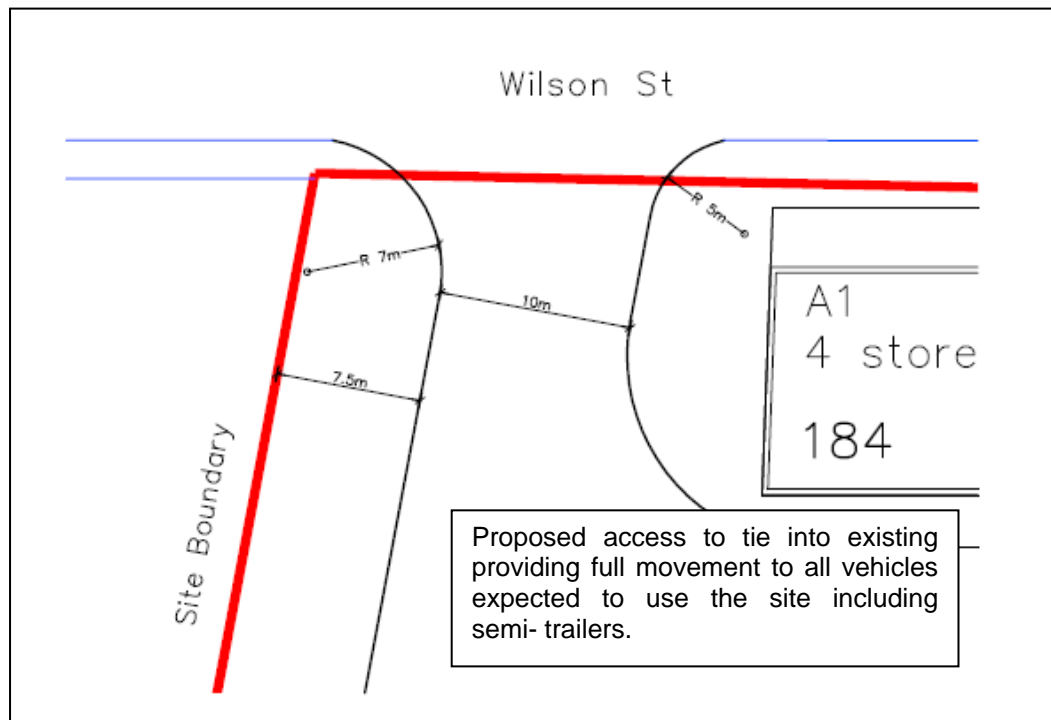 Wilson St
R 5m
R 7m
10m
A1
4 store
7.5m
184
Site Boundary
Proposed access to tie into existing
providing full movement to all vehicles
expected to use the site including
semi- trailers.